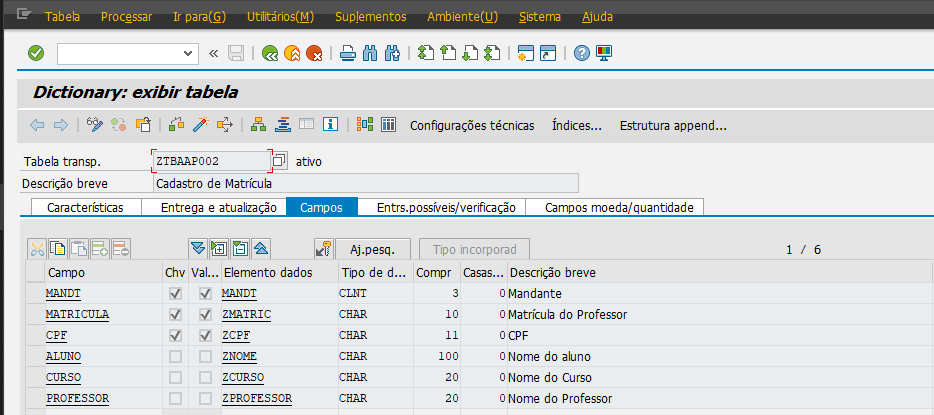 Tabela Processar Ir para(G) Utilitários(M) Suplementos Ambiente(U) Sistema Ajuda
Dictionary: exibir tabela
Configurações técnicas Índices... Estrutura append...
Tabela transp. ZTBAAP002 ativo
Descrição breve Cadastro de Matrícula
Características Entrega e atualização Campos Entrs.possíveis/verificação Campos moeda/quantidade
Aj.pesq. Tipo incorporad 1 / 6
Campo Chv Val... Elemento dados Tipo de d... Compr Casas... Descrição breve
MANDT MANDT CLNT 3 0 Mandante
MATRICULA ZMATRIC CHAR 10 0 Matrícula do Professor
CPF ZCPF CHAR 11 0 CPF
ALUNO ZNOME CHAR 100 0 Nome do aluno
CURSO ZCURSO CHAR 20 0 Nome do Curso
PROFESSOR ZPROFESSOR CHAR 20 0 Nome do Professor